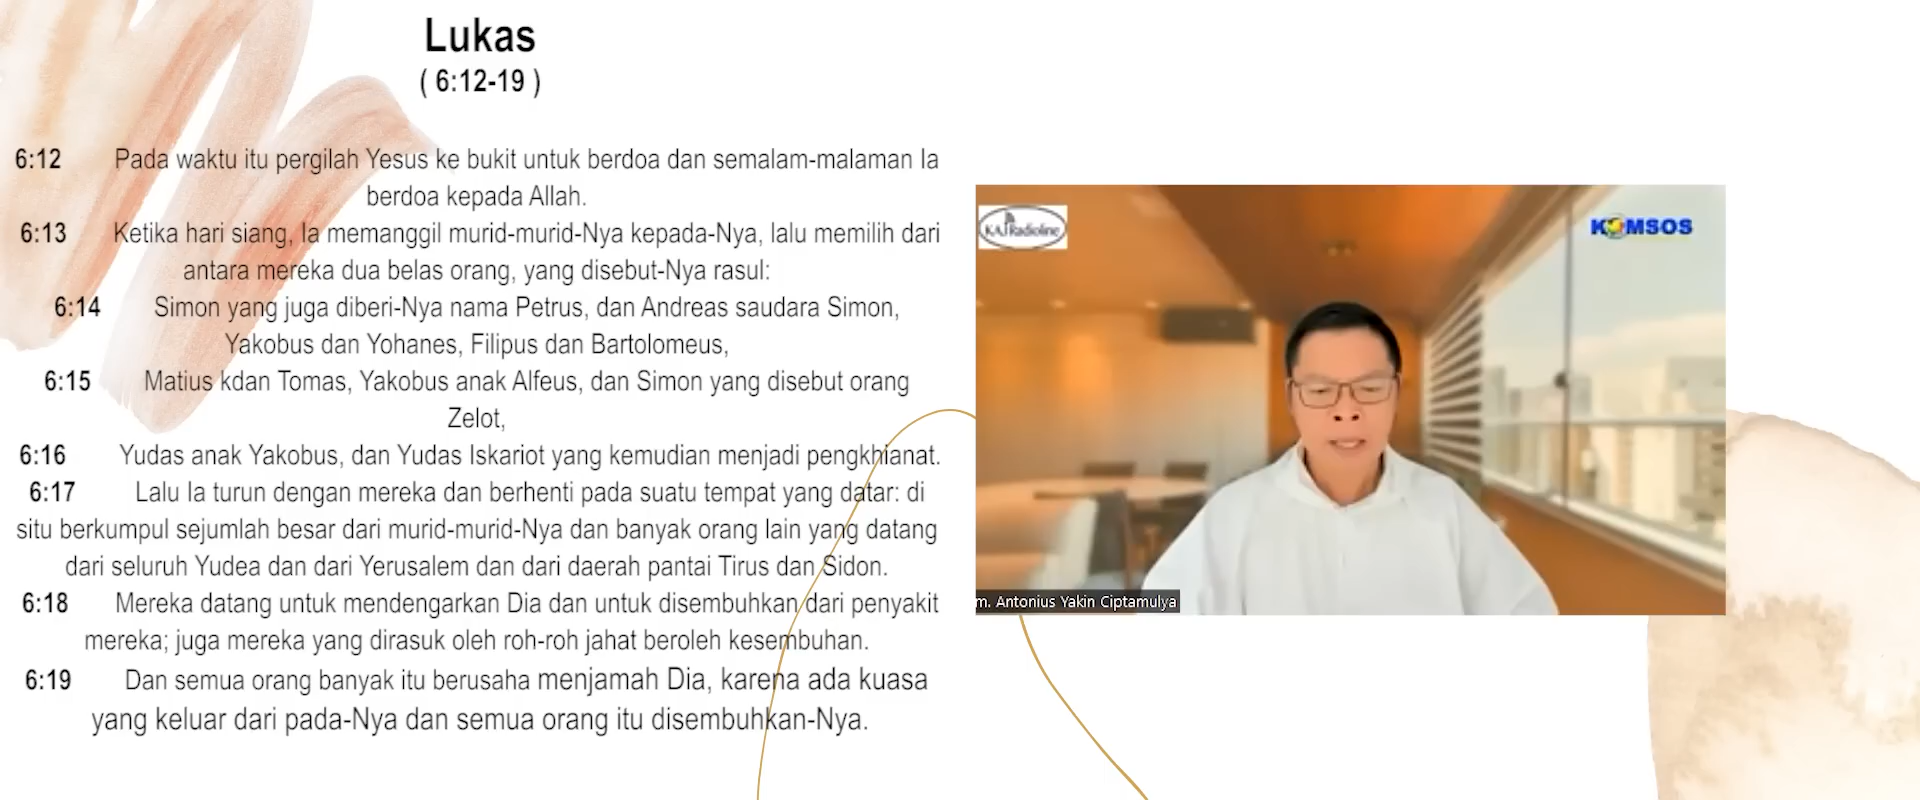 Lukas
( 6:12-19 )
6:12 Pada waktu itu pergilah Yesus ke bukit untuk berdoa dan semalam-malaman Ia
berdoa kepada Allah.
6:13 Ketika hari siang, Ia memanggil murid-murid-Nya kepada-Nya, lalu memilih dari
antara mereka dua belas orang, yang disebut-Nya rasul:
6:14 Simon yang juga diberi-Nya nama Petrus, dan Andreas saudara Simon,
Yakobus dan Yohanes, Filipus dan Bartolomeus,
6:15 Matius kdan Tomas, Yakobus anak Alfeus, dan Simon yang disebut orang
Zelot,
6:16 Yudas anak Yakobus, dan Yudas Iskariot yang kemudian menjadi pengkhianat.
6:17 Lalu Ia turun dengan mereka dan berhenti pada suatu tempat yang datar: di
situ berkumpul sejumlah besar dari murid-murid-Nya dan banyak orang lain yang datang
dari seluruh Yudea dan dari Yerusalem dan dari daerah pantai Tirus dan Sidon.
6:18 Mereka datang untuk mendengarkan Dia dan untuk disembuhkan dari penyakit
mereka; juga mereka yang dirasuk oleh roh-roh jahat beroleh kesembuhan.
6:19 Dan semua orang banyak itu berusaha menjamah Dia, karena ada kuasa
yang keluar dari pada-Nya dan semua orang itu disembuhkan-Nya.
KAJ Radioline
KOMSOS
m. Antonius Yakin Ciptamulya